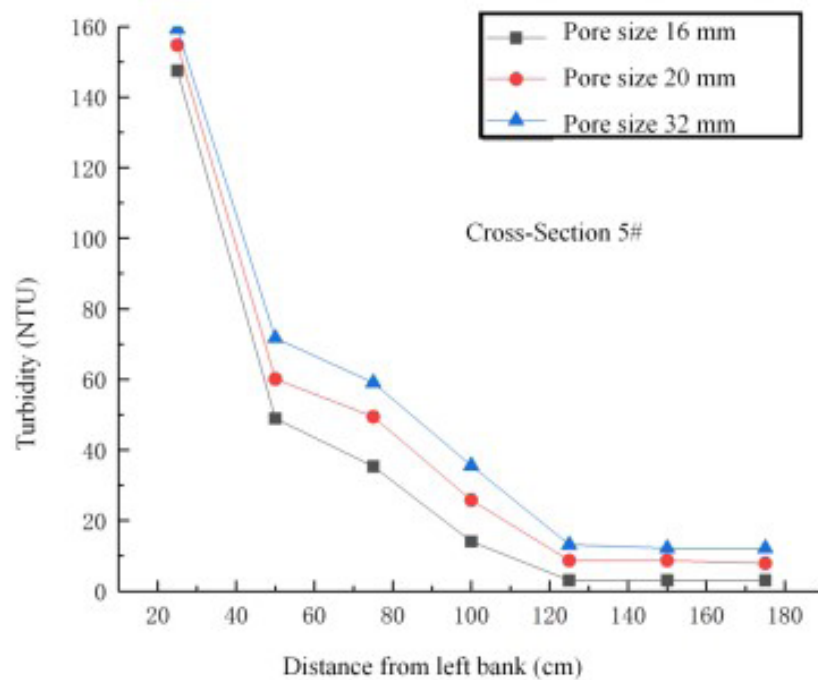 160
140
120
100
80
60
40
20
0
Turbidity (NTU)
Pore size 16 mm
Pore size 20 mm
Pore size 32 mm
Cross-Section 5#
20 40 60 80 100 120 140 160 180
Distance from left bank (cm)